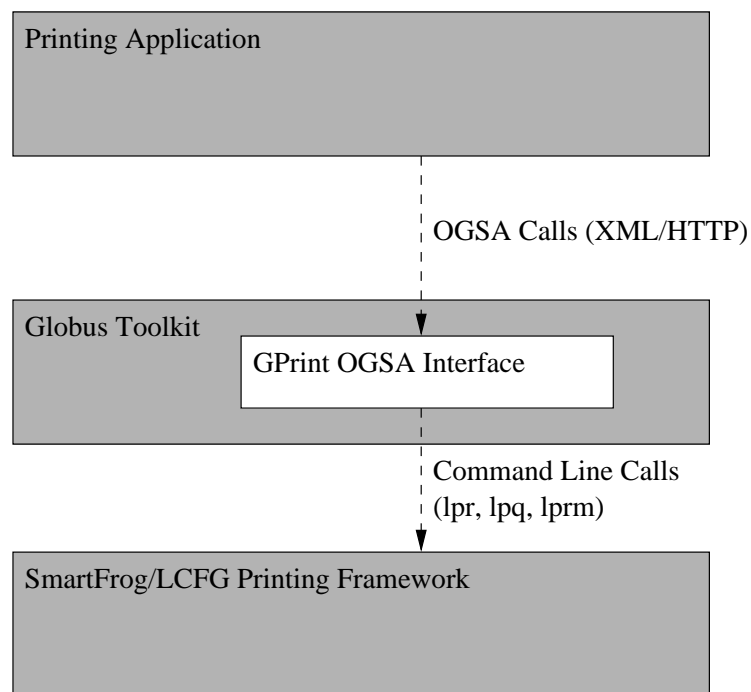 Printing Application
OGSA Calls (XML/HTTP)
Globus Toolkit
GPrint OGSA Interface
Command Line Calls
(lpr, lpq, lprm)
SmartFrog/LCFG Printing Framework